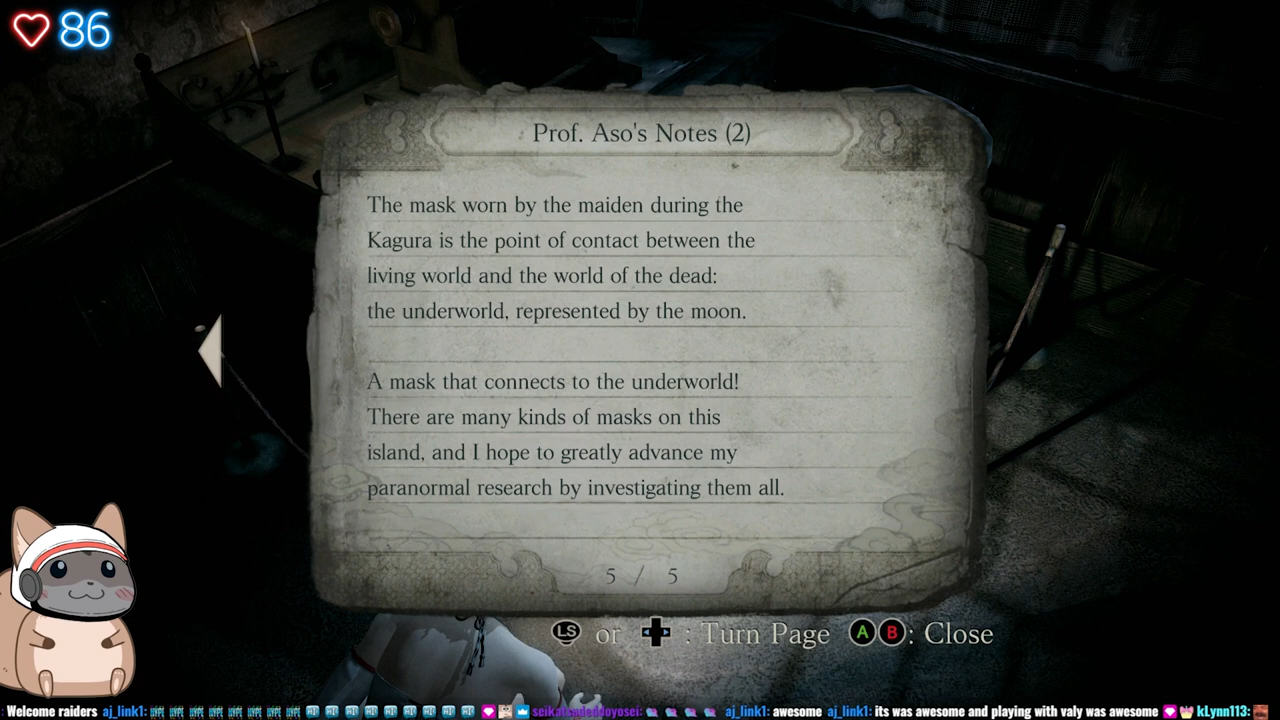 86
Prof. Aso's Notes (2)
The mask worn by the maiden during the
Kagura is the point of contact between the
living world and the world of the dead:
the underworld, represented by the moon.
A mask that connects to the underworld!
There are many kinds of masks on this
island, and I hope to greatly advance my
paranormal research by investigating them all.
5 / 5
LS or : Turn Page A B : Close
: Welcome raiders aj_link1: aj_link1: awesome aj_link1: its was awesome and playing with valy was awesome kLynn113: